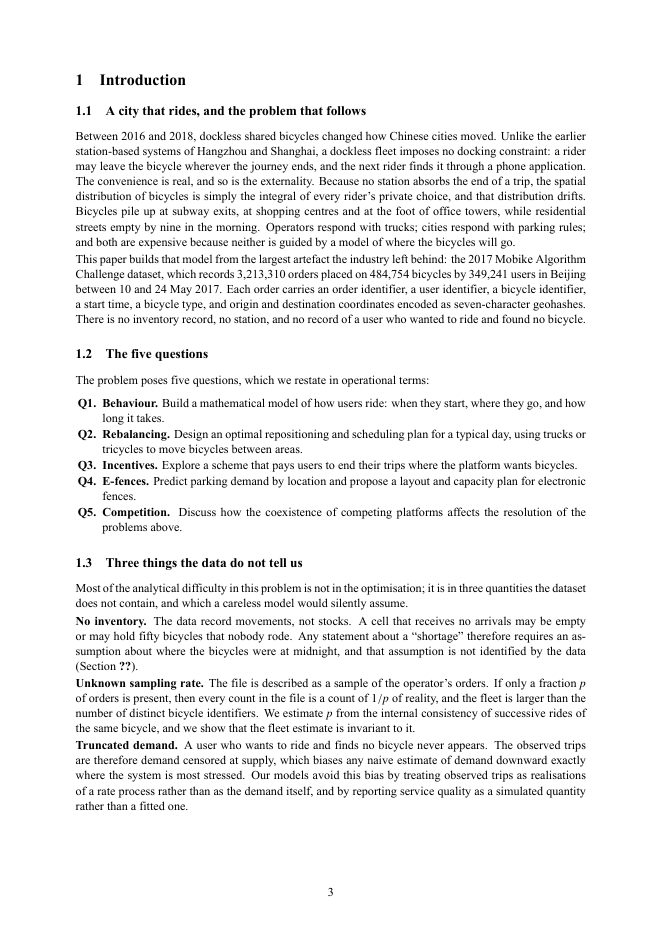 1 Introduction
1.1 A city that rides, and the problem that follows
Between 2016 and 2018, dockless shared bicycles changed how Chinese cities moved. Unlike the earlier
station-based systems of Hangzhou and Shanghai, a dockless fleet imposes no docking constraint: a rider
may leave the bicycle wherever the journey ends, and the next rider finds it through a phone application.
The convenience is real, and so is the externality. Because no station absorbs the end of a trip, the spatial
distribution of bicycles is simply the integral of every rider’s private choice, and that distribution drifts.
Bicycles pile up at subway exits, at shopping centres and at the foot of office towers, while residential
streets empty by nine in the morning. Operators respond with trucks; cities respond with parking rules;
and both are expensive because neither is guided by a model of where the bicycles will go.
This paper builds that model from the largest artefact the industry left behind: the 2017 Mobike Algorithm
Challenge dataset, which records 3,213,310 orders placed on 484,754 bicycles by 349,241 users in Beijing
between 10 and 24 May 2017. Each order carries an order identifier, a user identifier, a bicycle identifier,
a start time, a bicycle type, and origin and destination coordinates encoded as seven-character geohashes.
There is no inventory record, no station, and no record of a user who wanted to ride and found no bicycle.
1.2 The five questions
The problem poses five questions, which we restate in operational terms:
Q1. Behaviour. Build a mathematical model of how users ride: when they start, where they go, and how
long it takes.
Q2. Rebalancing. Design an optimal repositioning and scheduling plan for a typical day, using trucks or
tricycles to move bicycles between areas.
Q3. Incentives. Explore a scheme that pays users to end their trips where the platform wants bicycles.
Q4. E-fences. Predict parking demand by location and propose a layout and capacity plan for electronic
fences.
Q5. Competition. Discuss how the coexistence of competing platforms affects the resolution of the
problems above.
1.3 Three things the data do not tell us
Most of the analytical difficulty in this problem is not in the optimisation; it is in three quantities the dataset
does not contain, and which a careless model would silently assume.
No inventory. The data record movements, not stocks. A cell that receives no arrivals may be empty
or may hold fifty bicycles that nobody rode. Any statement about a “shortage” therefore requires an as-
sumption about where the bicycles were at midnight, and that assumption is not identified by the data
(Section ??).
Unknown sampling rate. The file is described as a sample of the operator’s orders. If only a fraction p
of orders is present, then every count in the file is a count of 1/p of reality, and the fleet is larger than the
number of distinct bicycle identifiers. We estimate p from the internal consistency of successive rides of
the same bicycle, and we show that the fleet estimate is invariant to it.
Truncated demand. A user who wants to ride and finds no bicycle never appears. The observed trips
are therefore demand censored at supply, which biases any naive estimate of demand downward exactly
where the system is most stressed. Our models avoid this bias by treating observed trips as realisations
of a rate process rather than as the demand itself, and by reporting service quality as a simulated quantity
rather than a fitted one.
3